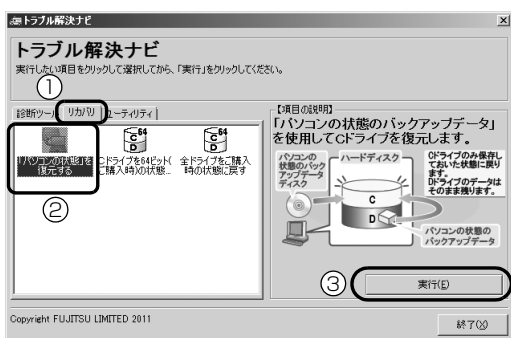 トラブル解決ナビ
トラブル解決ナビ
実行したい項目をクリックして選択してから、「実行」をクリックしてください。
①
診断ツール
リカバリ
ユーティリティ
「パソコンの状態」を
復元する
Cドライブを64ビット(
ご購入時)の状態...
全ドライブをご購入
時の状態に戻す
②
【項目の説明】
「パソコンの状態のバックアップデータ」
を使用してCドライブを復元します。
パソコンの
状態のバック
アップデータ
ディスク
ハードディスク
C
D
Cドライブのみ保存し
ておいた状態に戻り
ます。
Dドライブのデータは
そのまま残ります。
パソコンの状態の
バックアップデータ
③
実行(E)
Copyright FUJITSU LIMITED 2011
終了(X)